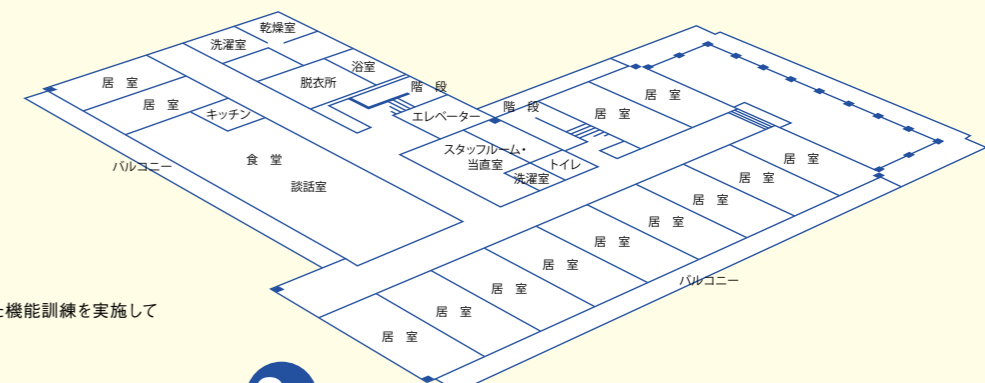 乾燥室
洗濯室
浴室
居　室
脱衣所
階　段
居　室
居　室
キッチン
エレベーター
階　段
居　室
スタッフルーム・
当直室
トイレ
洗濯室
食　堂
バルコニー
談話室
居　室
居　室
居　室
居　室
居　室
居　室
居　室
居　室
居　室
バルコニー
機能訓練を実施して